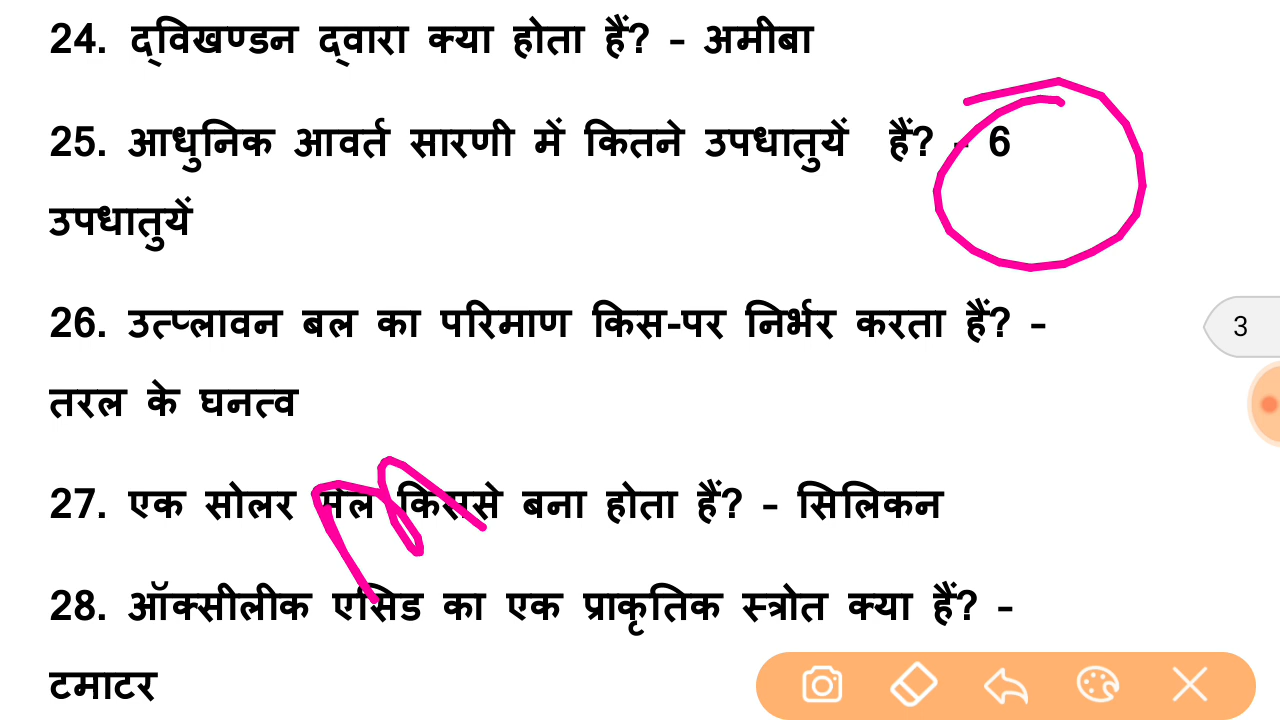 24. द्विखण्डन द्वारा क्या होता हैं? - अमीबा
25. आधुनिक आवर्त सारणी में कितने उपधातुयें हैं? - 6
उपधातुयें
26. उत्प्लावन बल का परिमाण किस-पर निर्भर करता हैं? -
तरल के घनत्व
3
27. एक सोलर सेल किससे बना होता हैं? - सिलिकन
28. ऑक्सीलीक एसिड का एक प्राकृतिक स्त्रोत क्या हैं? -
टमाटर